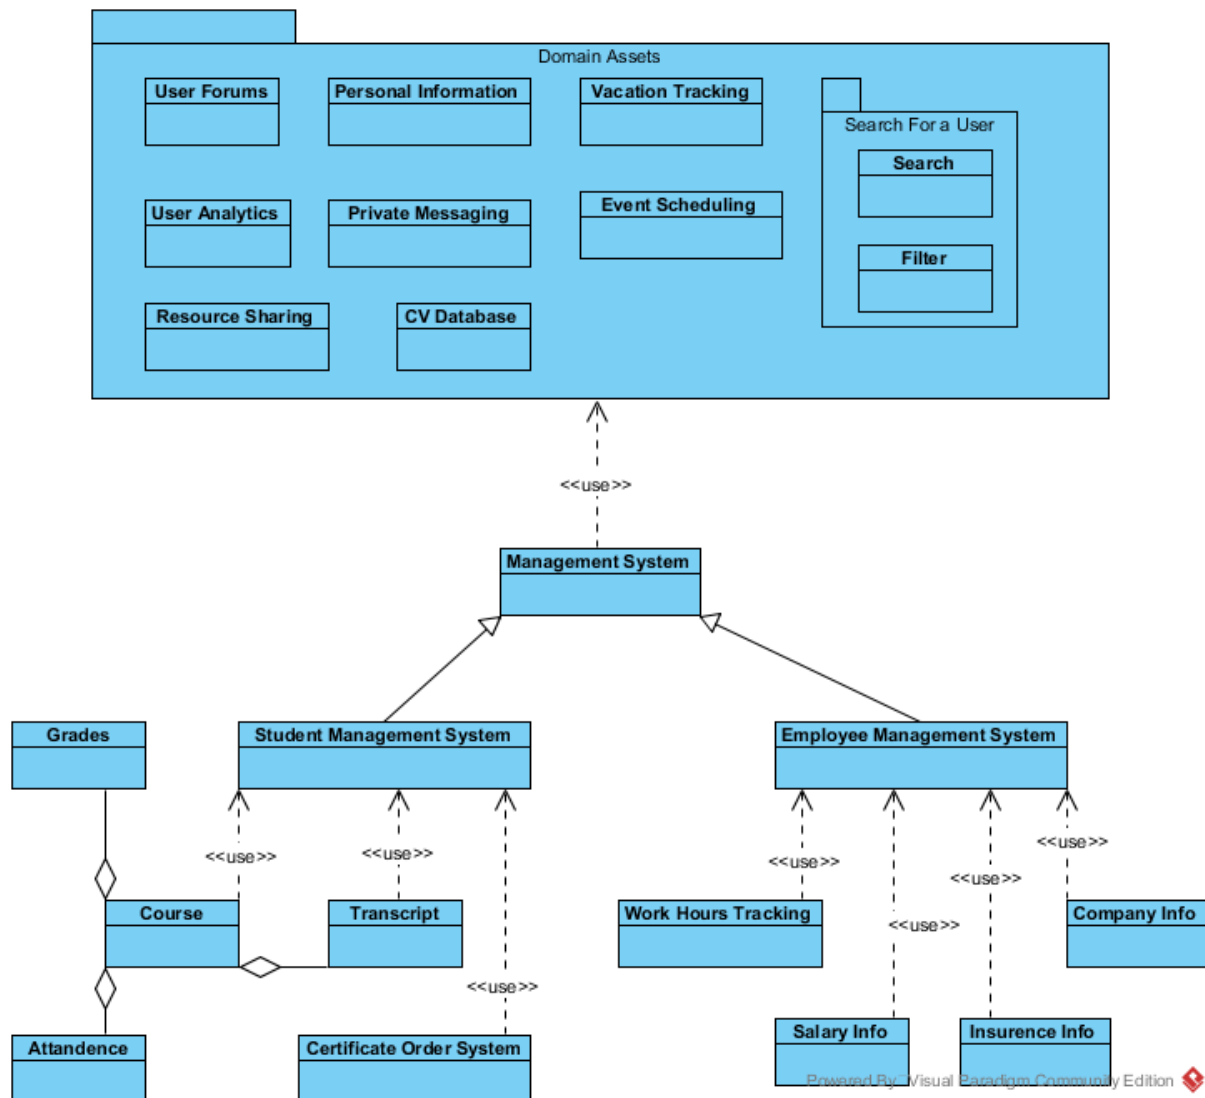 Domain Assets
User Forums
Personal Information
Vacation Tracking
Search For a User
Search
User Analytics
Private Messaging
Event Scheduling
Filter
Resource Sharing
CV Database
<<use>>
Management System
Grades
Student Management System
Employee Management System
<<use>>
<<use>>
<<use>>
<<use>>
<<use>>
Course
Transcript
Work Hours Tracking
Company Info
<<use>>
<<use>>
Attandence
Certificate Order System
Salary Info
Insurence Info
Powered By Visual Paradigm Community Edition